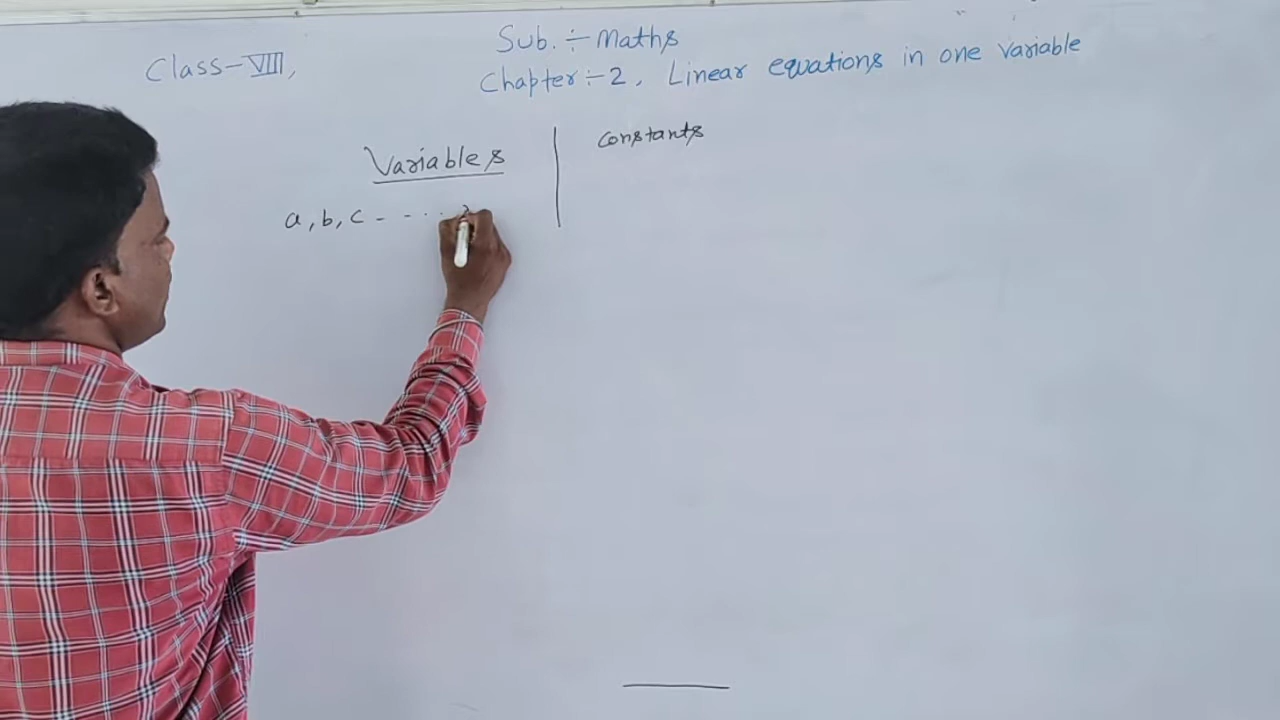 Sub. ÷ Maths
Class-VIII,
Chapter ÷ 2, Linear equations in one variable
Variables
constants
a, b, c - - . .